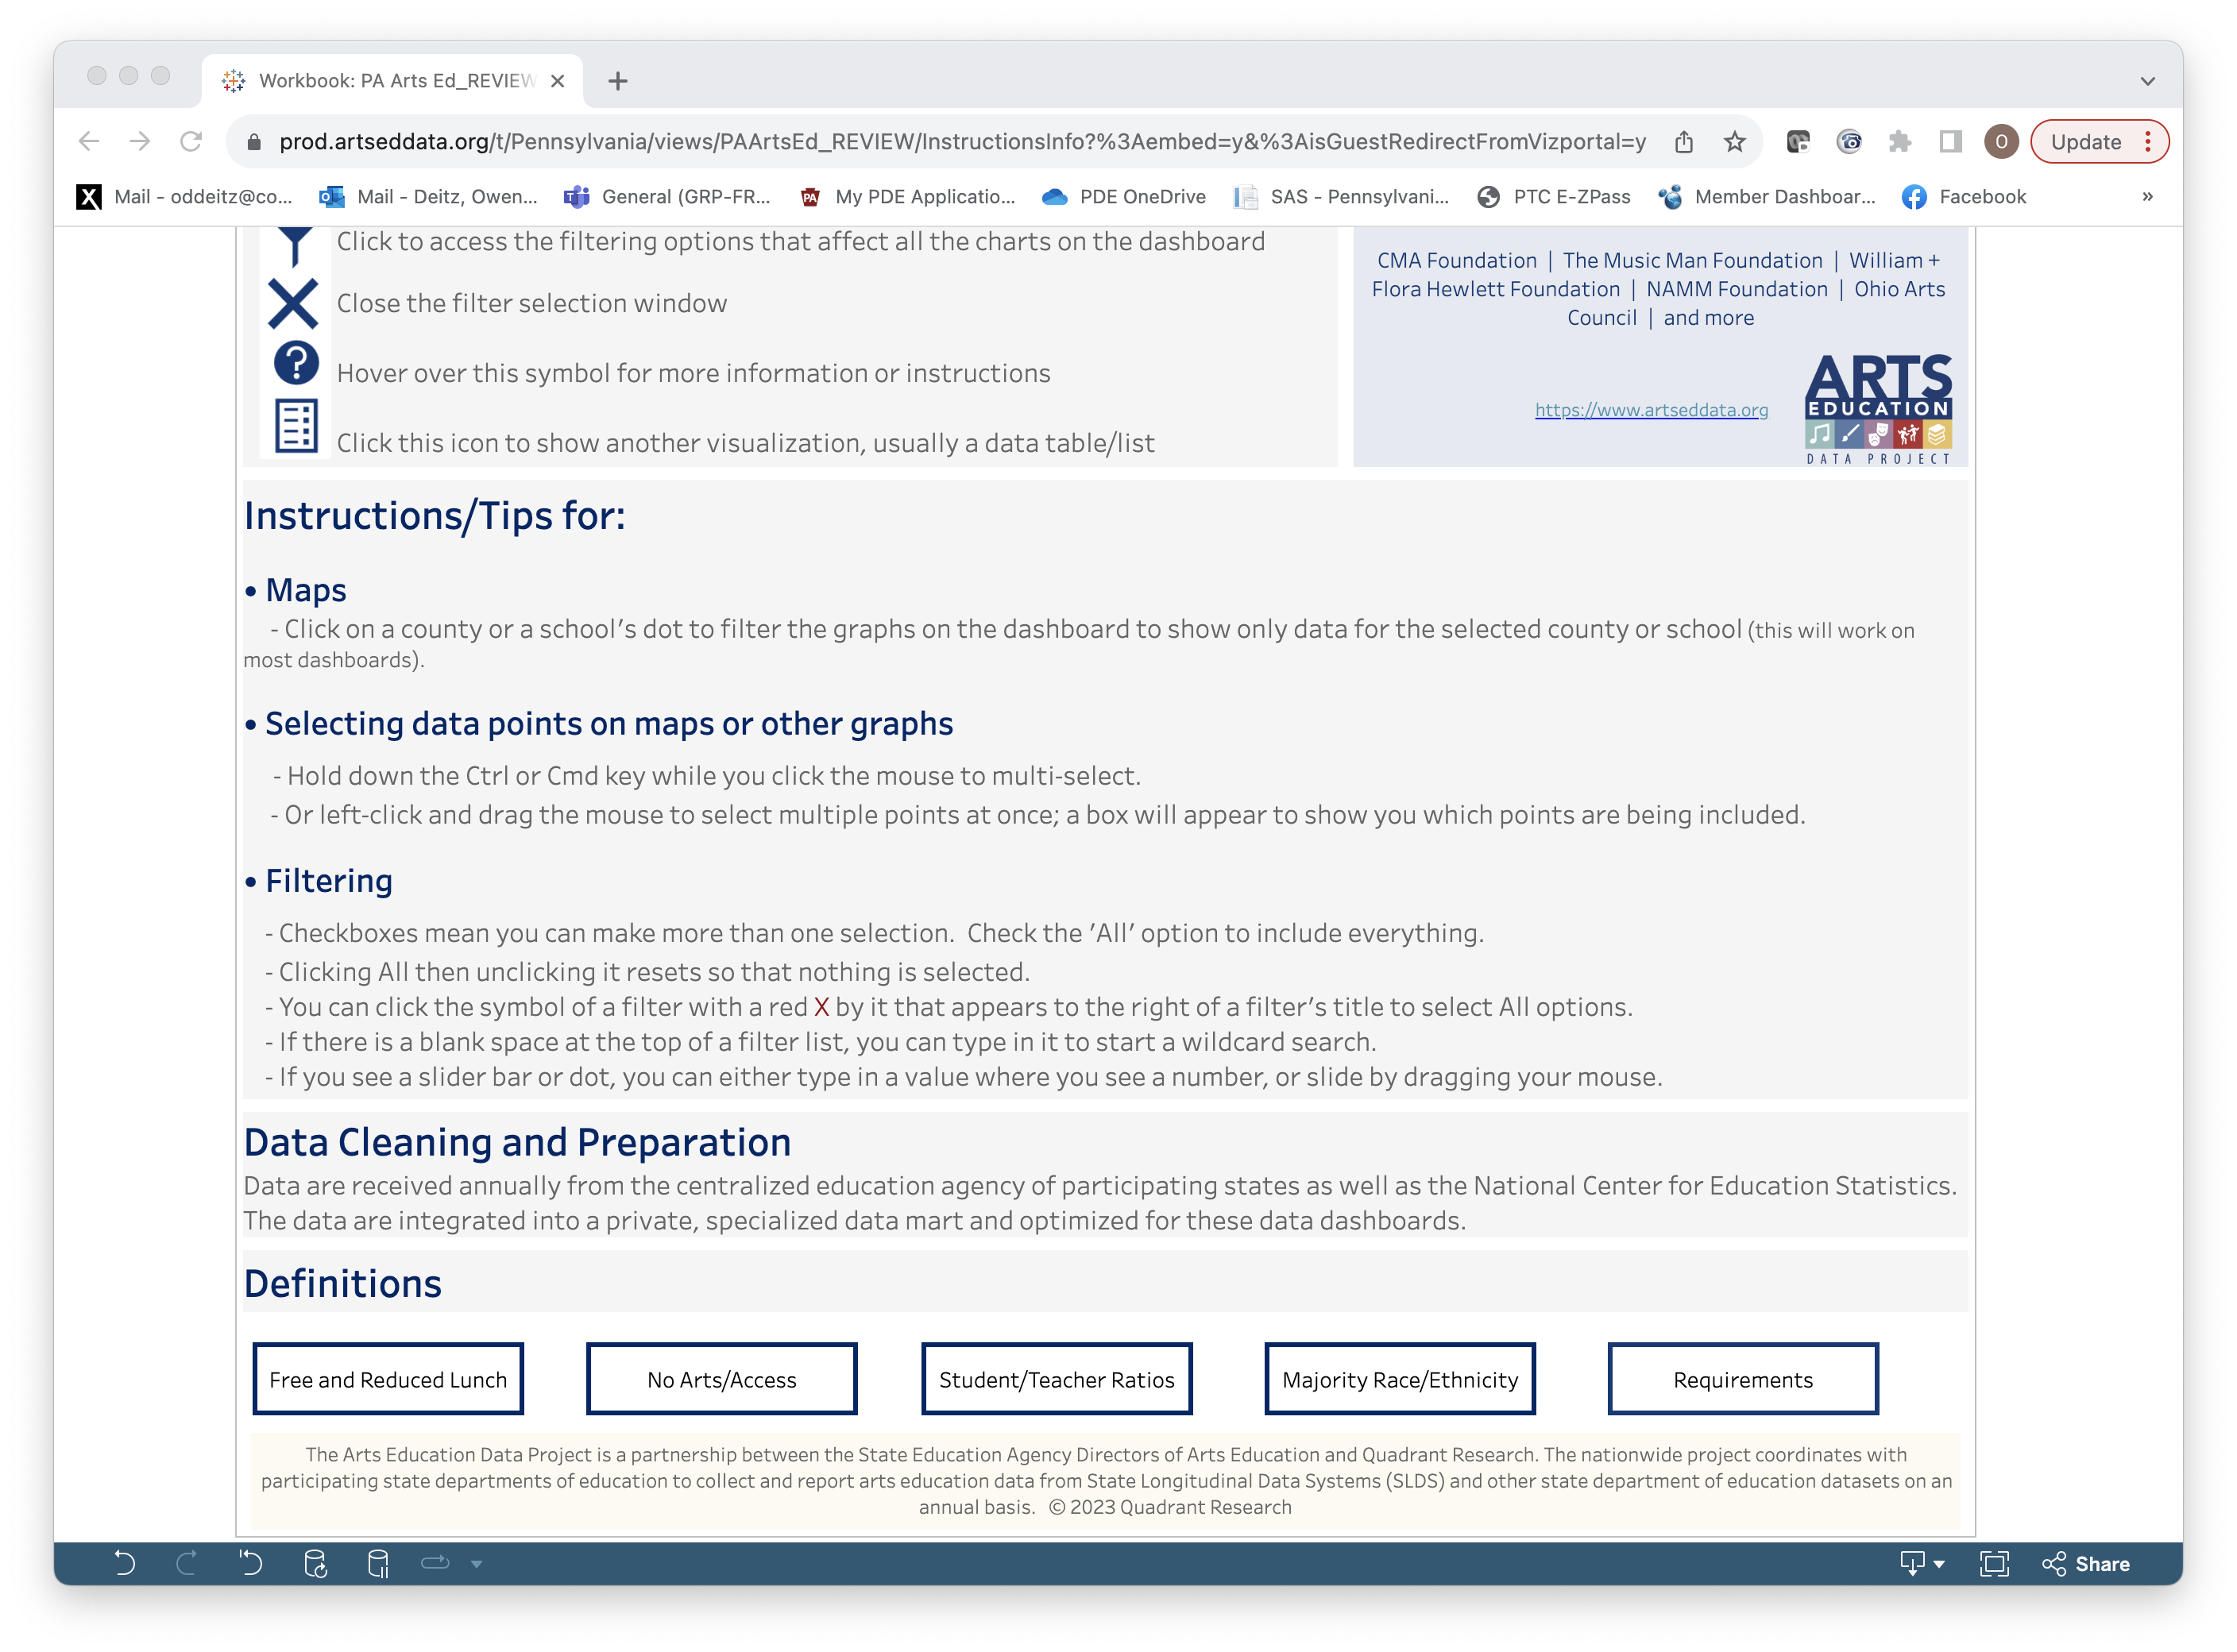 Workbook: PA Arts Ed_REVIEW
prod.artseddata.org/t/Pennsylvania/views/PAArtsEd_REVIEW/InstructionsInfo?%3Aembed=y&%3AisGuestRedirectFromVizportal=y
O
Update
Mail - oddeitz@co...
Mail - Deitz, Owen...
General (GRP-FR...
My PDE Applicatio...
PDE OneDrive
SAS - Pennsylvani...
PTC E-ZPass
Member Dashboar...
Facebook
»
Click to access the filtering options that affect all the charts on the dashboard
Close the filter selection window
Hover over this symbol for more information or instructions
Click this icon to show another visualization, usually a data table/list
CMA Foundation | The Music Man Foundation | William +
Flora Hewlett Foundation | NAMM Foundation | Ohio Arts
Council | and more
https://www.artseddata.org
ARTS
EDUCATION
DATA PROJECT
Instructions/Tips for:
• Maps
- Click on a county or a school's dot to filter the graphs on the dashboard to show only data for the selected county or school (this will work on
most dashboards).
• Selecting data points on maps or other graphs
- Hold down the Ctrl or Cmd key while you click the mouse to multi-select.
- Or left-click and drag the mouse to select multiple points at once; a box will appear to show you which points are being included.
• Filtering
- Checkboxes mean you can make more than one selection.  Check the 'All' option to include everything.
- Clicking All then unclicking it resets so that nothing is selected.
- You can click the symbol of a filter with a red X by it that appears to the right of a filter's title to select All options.
- If there is a blank space at the top of a filter list, you can type in it to start a wildcard search.
- If you see a slider bar or dot, you can either type in a value where you see a number, or slide by dragging your mouse.
Data Cleaning and Preparation
Data are received annually from the centralized education agency of participating states as well as the National Center for Education Statistics.
The data are integrated into a private, specialized data mart and optimized for these data dashboards.
Definitions
Free and Reduced Lunch
No Arts/Access
Student/Teacher Ratios
Majority Race/Ethnicity
Requirements
The Arts Education Data Project is a partnership between the State Education Agency Directors of Arts Education and Quadrant Research. The nationwide project coordinates with
participating state departments of education to collect and report arts education data from State Longitudinal Data Systems (SLDS) and other state department of education datasets on an
annual basis.   © 2023 Quadrant Research
Share